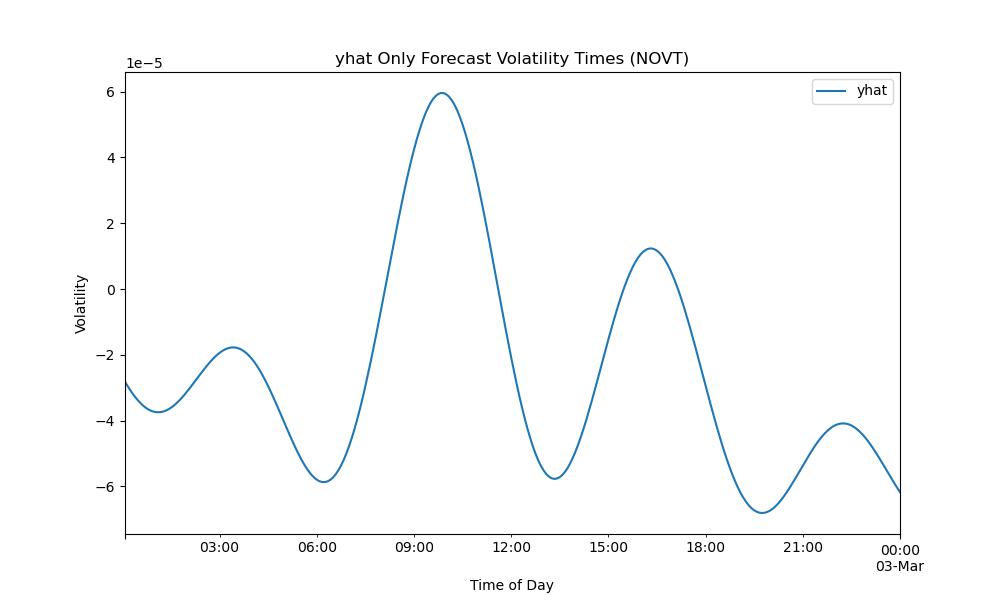 yhat Only Forecast Volatility Times (NOVT)
1e−5
yhat
6
4
2
0
−2
−4
−6
Volatility
03:00
06:00
09:00
12:00
15:00
18:00
21:00
00:00
03-Mar
Time of Day